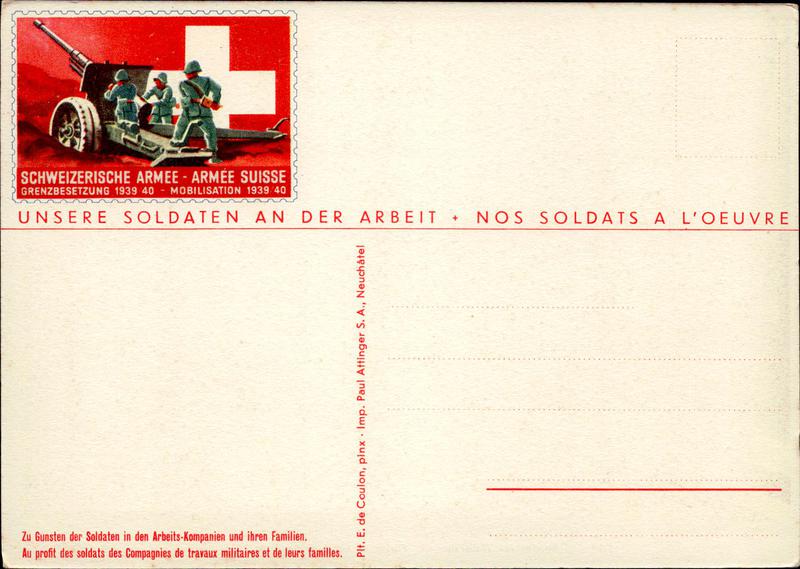 SCHWEIZERISCHE ARMEE - ARMÉE SUISSE
GRENZBESETZUNG 1939 40 - MOBILISATION 1939/40
UNSERE SOLDATEN AN DER ARBEIT + NOS SOLDATS A L'OEUVRE
Plt. E. de Coulon, pinx · Imp. Paul Attinger S. A., Neuchâtel
Zu Gunsten der Soldaten in den Arbeits-Kompanien und ihren Familien.
Au profit des soldats des Compagnies de travaux militaires et de leurs familles.